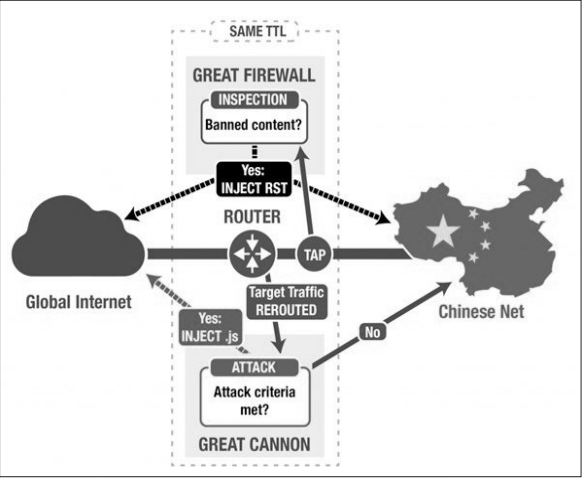 SAME TTL
GREAT FIREWALL
INSPECTION
Banned content?
Yes:
INJECT RST
ROUTER
TAP
Global Internet
Chinese Net
Target Traffic
REROUTED
Yes:
INJECT .js
No
ATTACK
Attack criteria
met?
GREAT CANNON